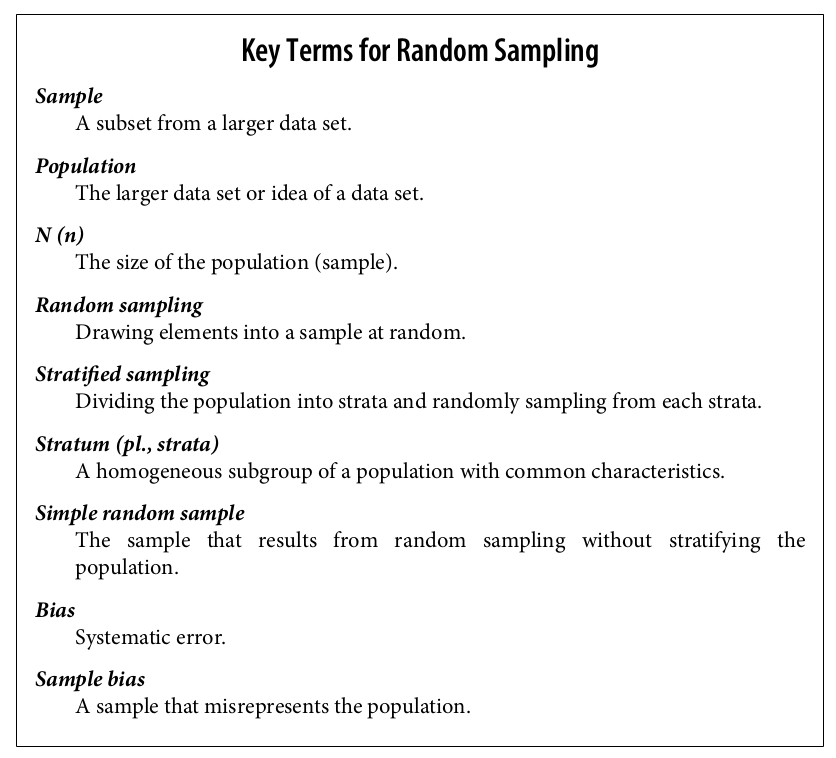 Key Terms for Random Sampling
Sample
A subset from a larger data set.
Population
The larger data set or idea of a data set.
N (n)
The size of the population (sample).
Random sampling
Drawing elements into a sample at random.
Stratified sampling
Dividing the population into strata and randomly sampling from each strata.
Stratum (pl., strata)
A homogeneous subgroup of a population with common characteristics.
Simple random sample
The sample that results from random sampling without stratifying the
population.
Bias
Systematic error.
Sample bias
A sample that misrepresents the population.